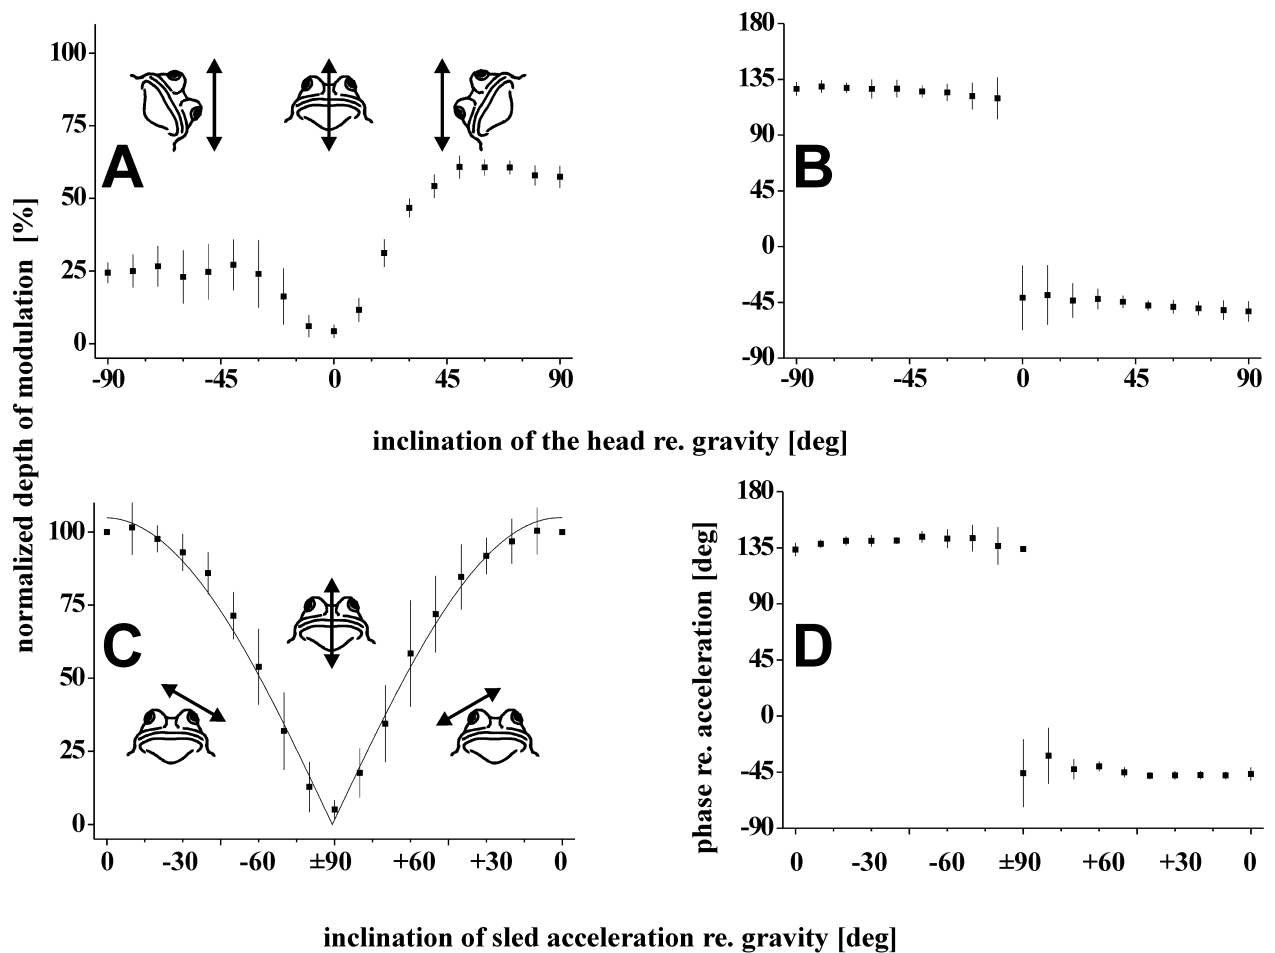 normalized depth of modulation [%]
A
100
75
50
25
0
-90 -45 0 45 90
B
180
135
90
45
0
-45
-90
-90 -45 0 45 90
inclination of the head re. gravity [deg]
C
100
75
50
25
0
0 -30 -60 ±90 +60 +30 0
phase re. acceleration [deg]
D
180
135
90
45
0
-45
-90
0 -30 -60 ±90 +60 +30 0
inclination of sled acceleration re. gravity [deg]